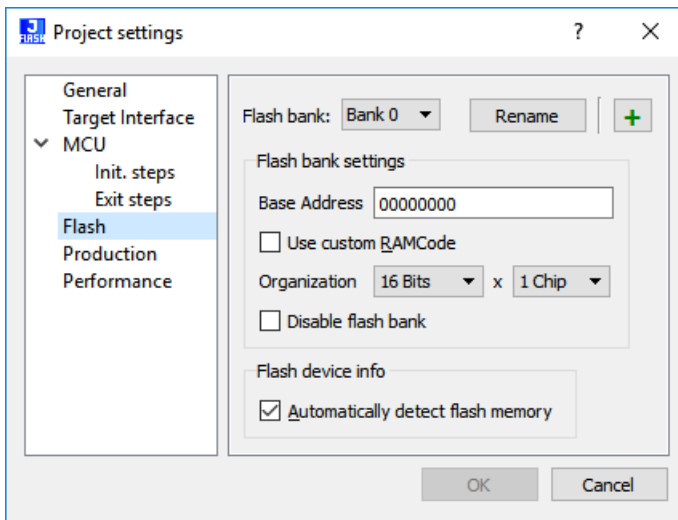 J
FLASH
Project settings
?
General
Target Interface
MCU
Init. steps
Exit steps
Flash
Production
Performance
Flash bank: Bank 0 Rename +
Flash bank settings
Base Address 00000000
Use custom RAMCode
Organization 16 Bits x 1 Chip
Disable flash bank
Flash device info
Automatically detect flash memory
OK Cancel